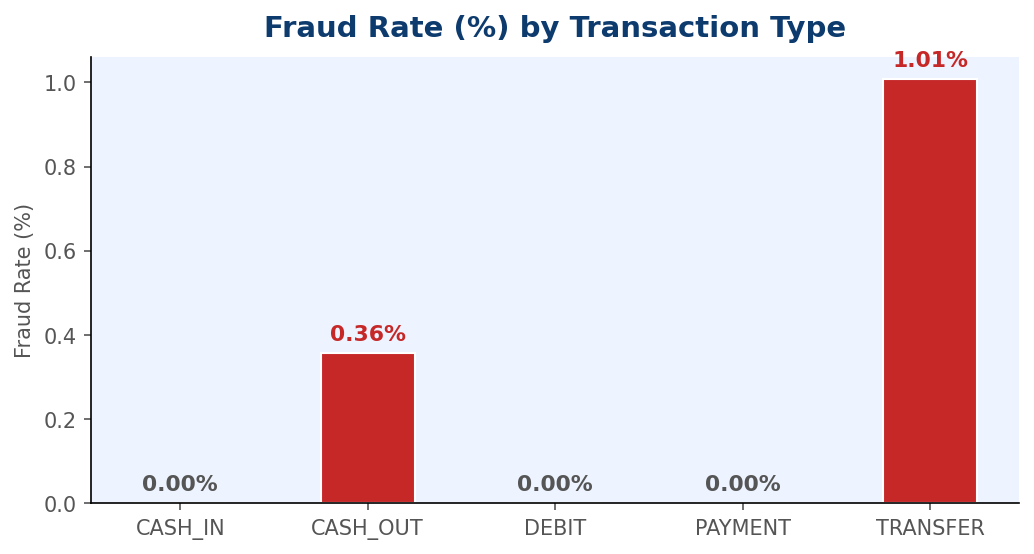 Fraud Rate (%) by Transaction Type
1.01%
1.0
0.8
0.6
0.4
0.2
0.0
Fraud Rate (%)
0.36%
0.00%
0.00%
0.00%
CASH_IN
CASH_OUT
DEBIT
PAYMENT
TRANSFER